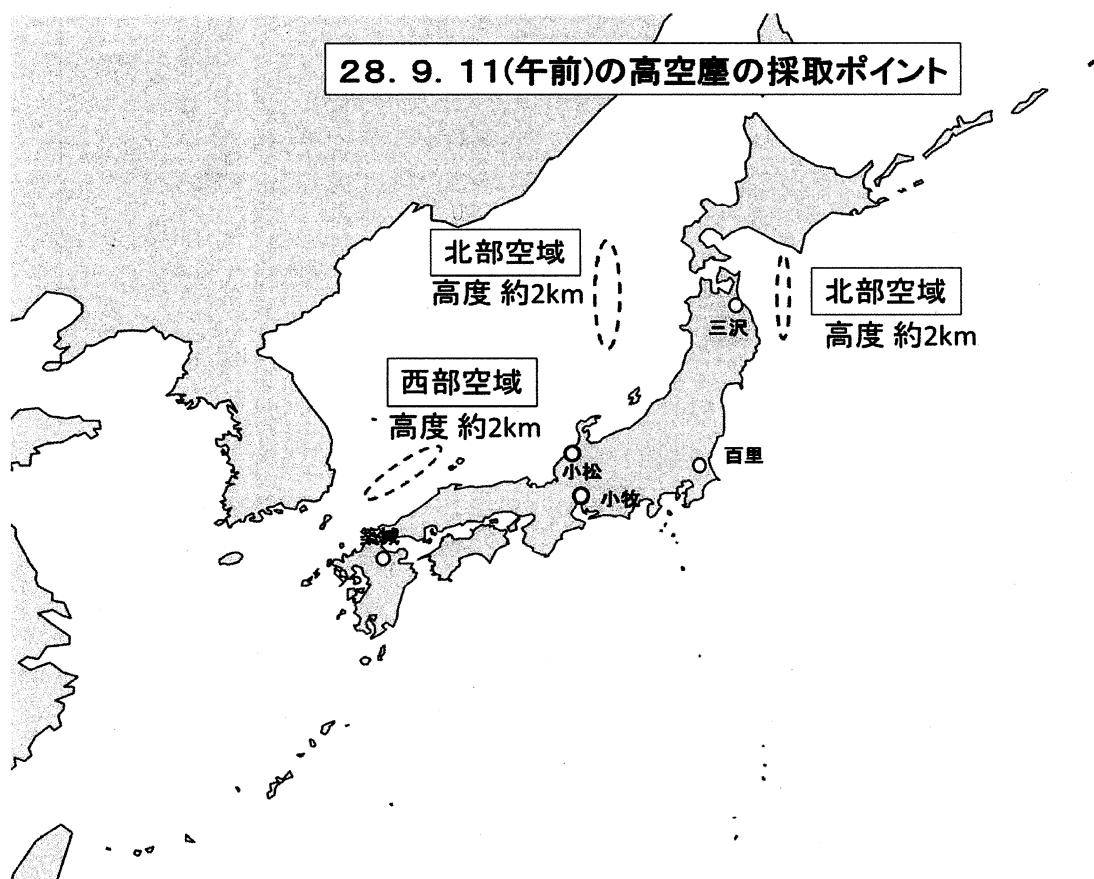 28. 9. 11(午前)の高空塵の採取ポイント
北部空域
高度 約2km
北部空域
高度 約2km
三沢
西部空域
高度 約2km
百里
小松
小牧
築城